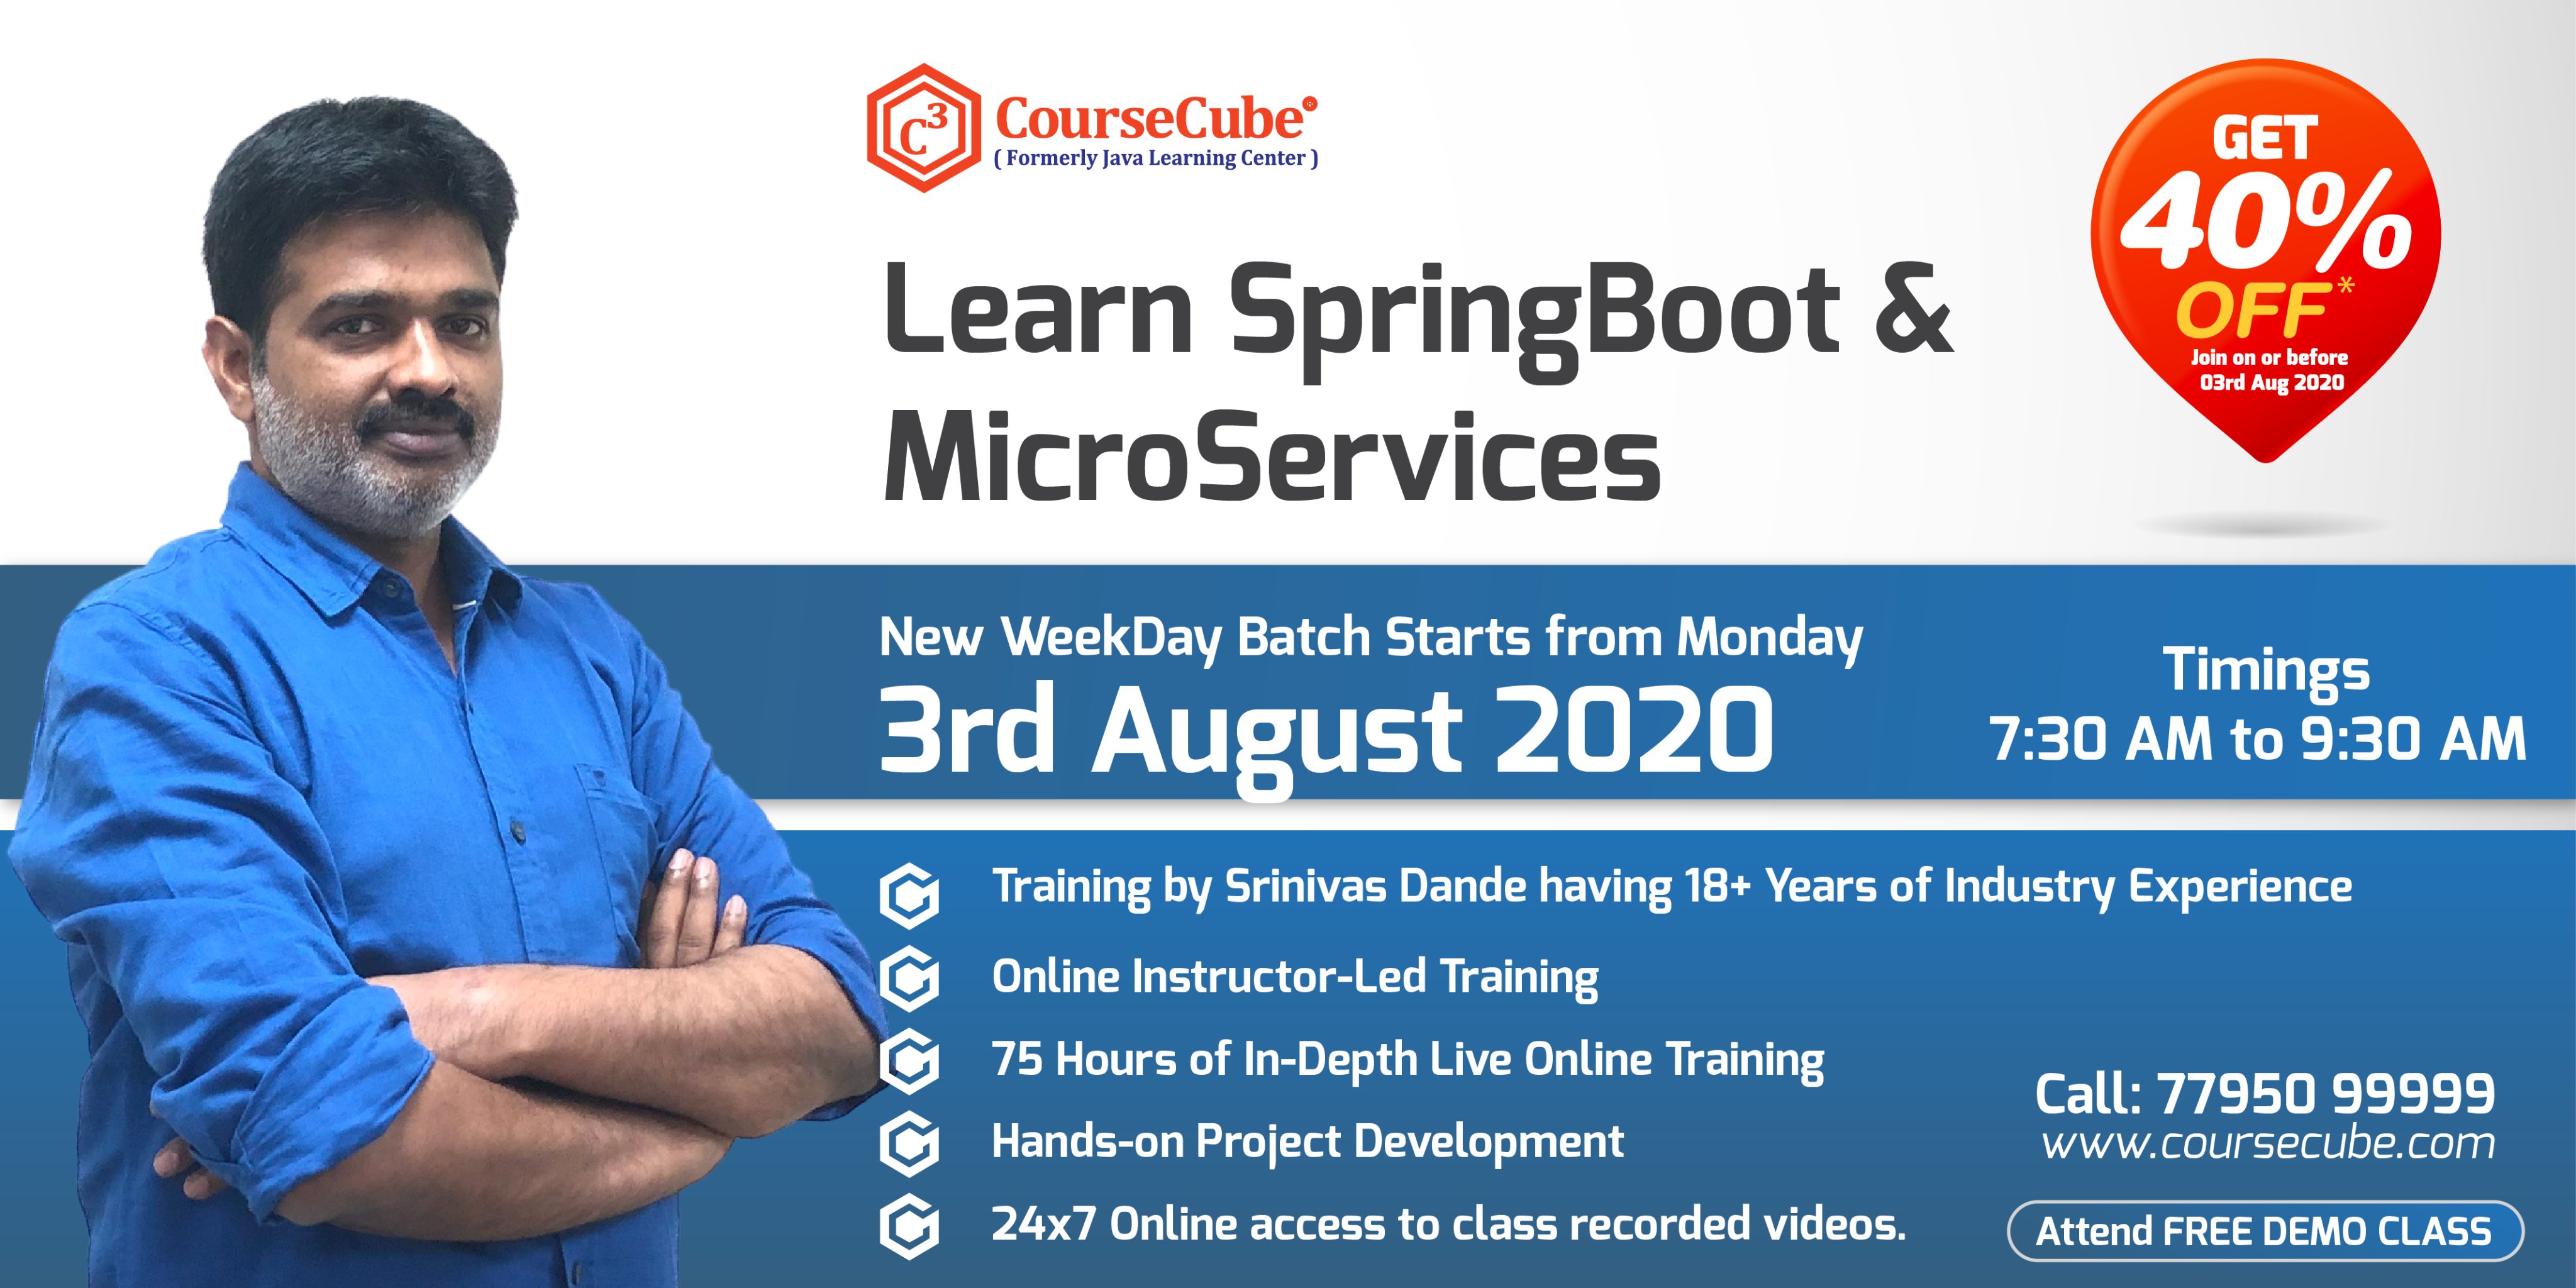 C3
CourseCube
( Formerly Java Learning Center )
GET
40%
OFF*
Join on or before
03rd Aug 2020
Learn SpringBoot &
MicroServices
New WeekDay Batch Starts from Monday
3rd August 2020
Timings
7:30 AM to 9:30 AM
Training by Srinivas Dande having 18+ Years of Industry Experience
Online Instructor-Led Training
75 Hours of In-Depth Live Online Training
Hands-on Project Development
24x7 Online access to class recorded videos.
Call: 77950 99999
www.coursecube.com
Attend FREE DEMO CLASS